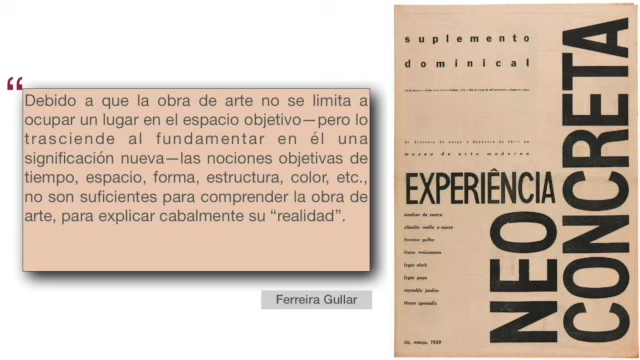 “
Debido a que la obra de arte no se limita a
ocupar un lugar en el espacio objetivo—pero lo
trasciende al fundamentar en él una
significación nueva—las nociones objetivas de
tiempo, espacio, forma, estructura, color, etc.,
no son suficientes para comprender la obra de
arte, para explicar cabalmente su “realidad”.
Ferreira Gullar
suplemento
dominical
museo de arte moderna
EXPERIÊNCIA
NEO
CONCRETA
amilcar de castro
claudio mello e souza
ferreira gullar
franz weissmann
lygia clark
lygia pape
reynaldo jardim
theon spanudis
rio, março, 1959